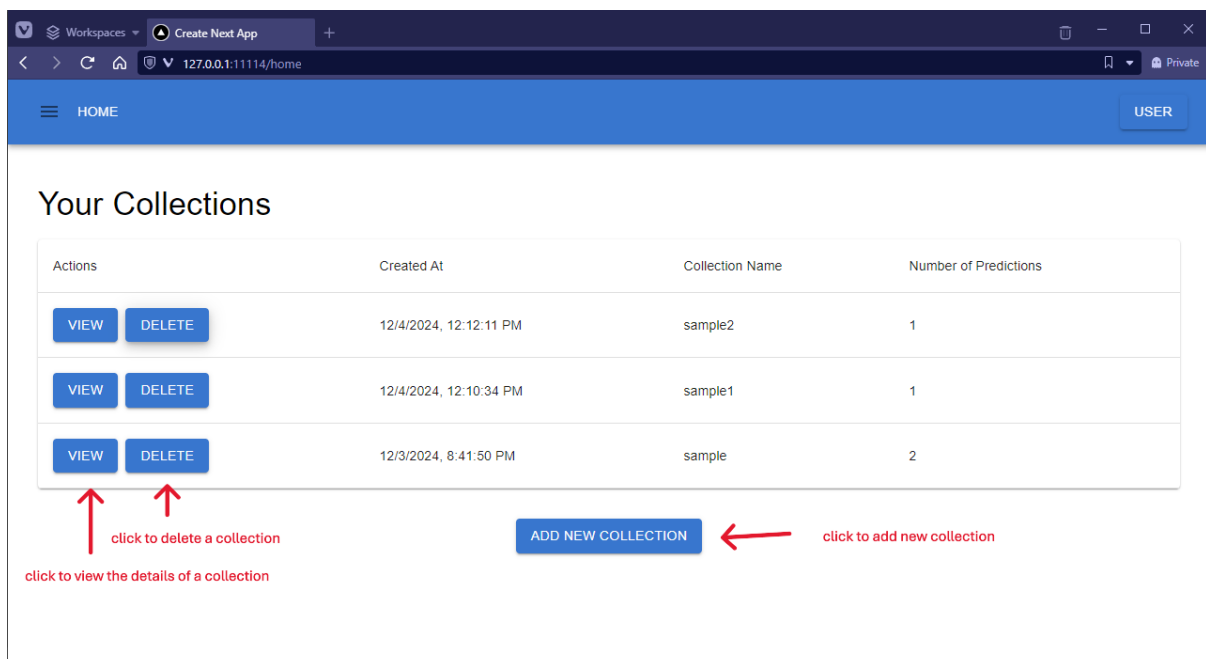 Workspaces Create Next App
127.0.0.1:11114/home Private
HOME USER
Your Collections
Actions Created At Collection Name Number of Predictions
VIEW DELETE 12/4/2024, 12:12:11 PM sample2 1
VIEW DELETE 12/4/2024, 12:10:34 PM sample1 1
VIEW DELETE 12/3/2024, 8:41:50 PM sample 2
click to delete a collection ADD NEW COLLECTION click to add new collection
click to view the details of a collection